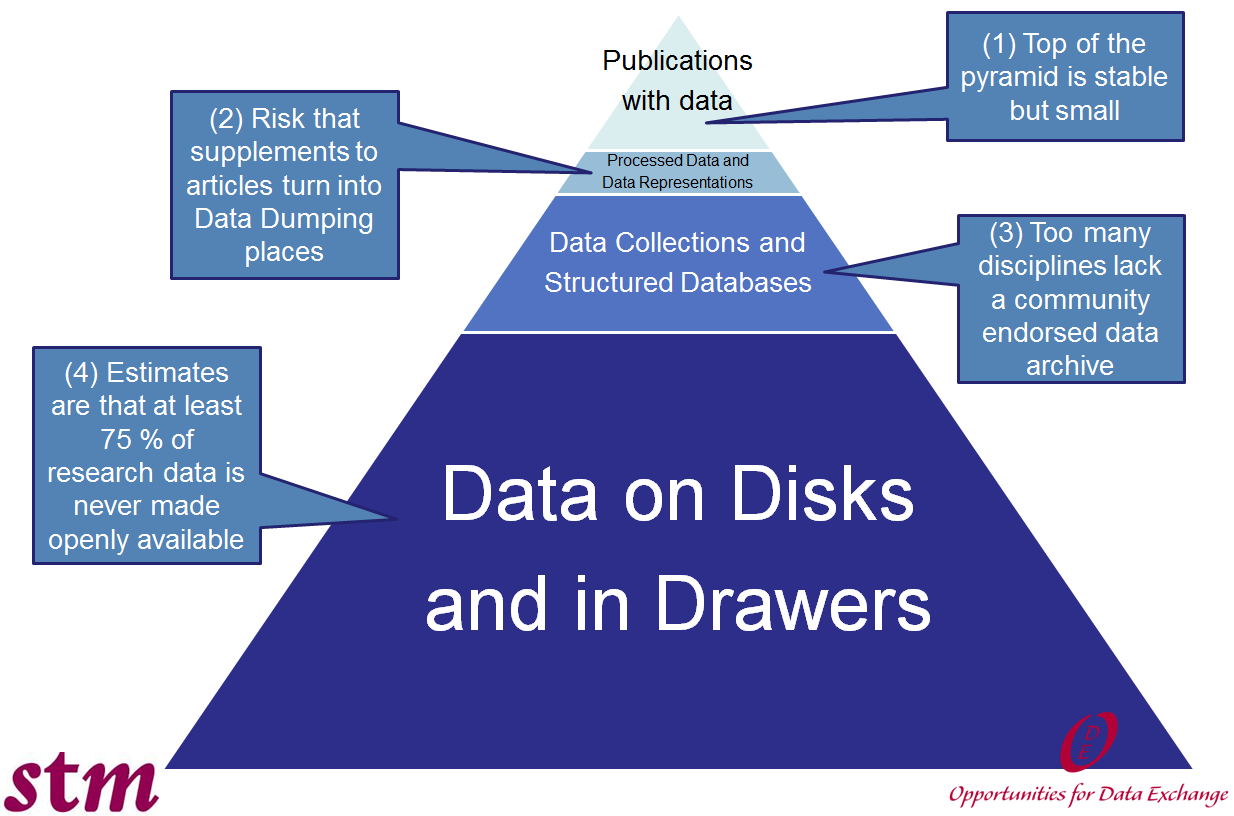 Publications
with data
(1) Top of the
pyramid is stable
but small
(2) Risk that
supplements to
articles turn into
Data Dumping
places
Processed Data and
Data Representations
Data Collections and
Structured Databases
(3) Too many
disciplines lack
a community
endorsed data
archive
(4) Estimates
are that at least
75 % of
research data is
never made
openly available
Data on Disks
and in Drawers
stm
ODE
Opportunities for Data Exchange